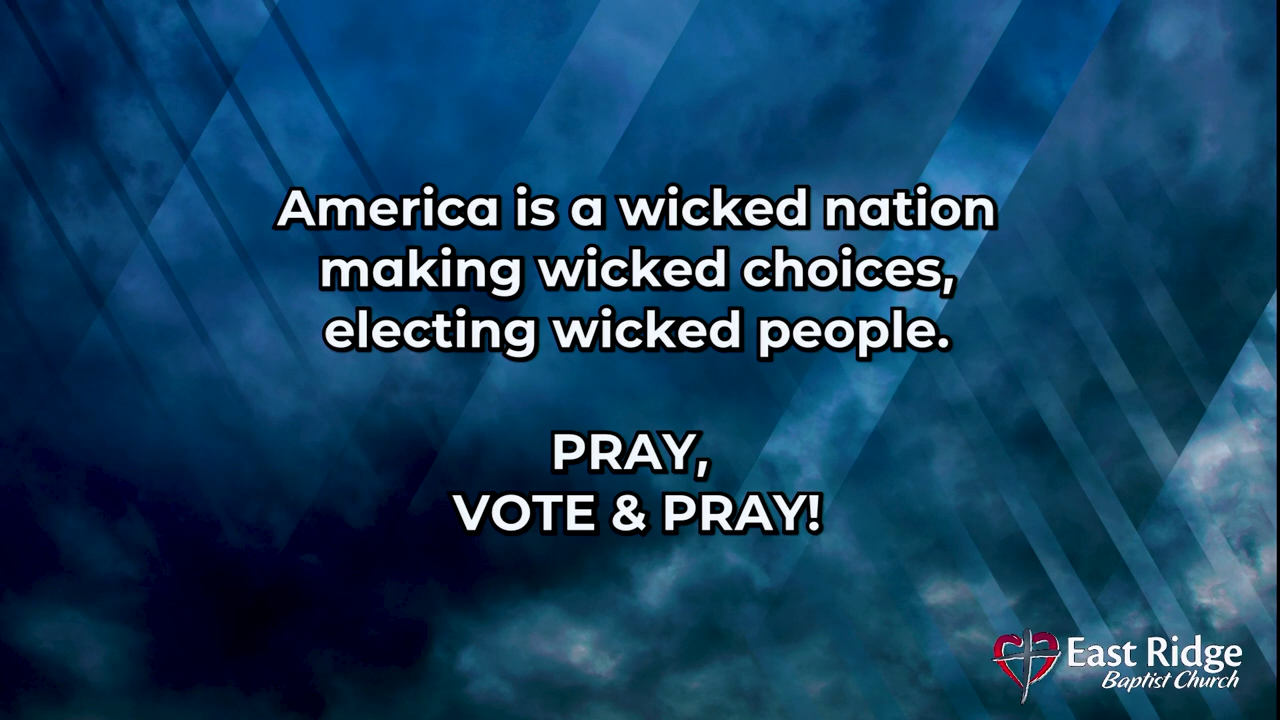 America is a wicked nation
making wicked choices,
electing wicked people.
PRAY,
VOTE & PRAY!
East Ridge
Baptist Church